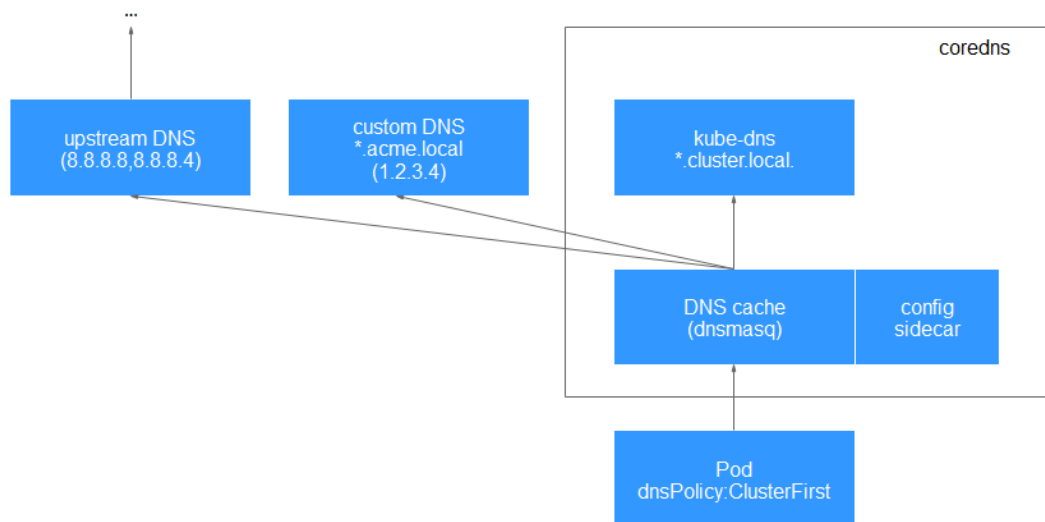 ...
coredns
upstream DNS
(8.8.8.8,8.8.8.4)
custom DNS
*.acme.local
(1.2.3.4)
kube-dns
*.cluster.local.
DNS cache
(dnsmasq)
config
sidecar
Pod
dnsPolicy:ClusterFirst